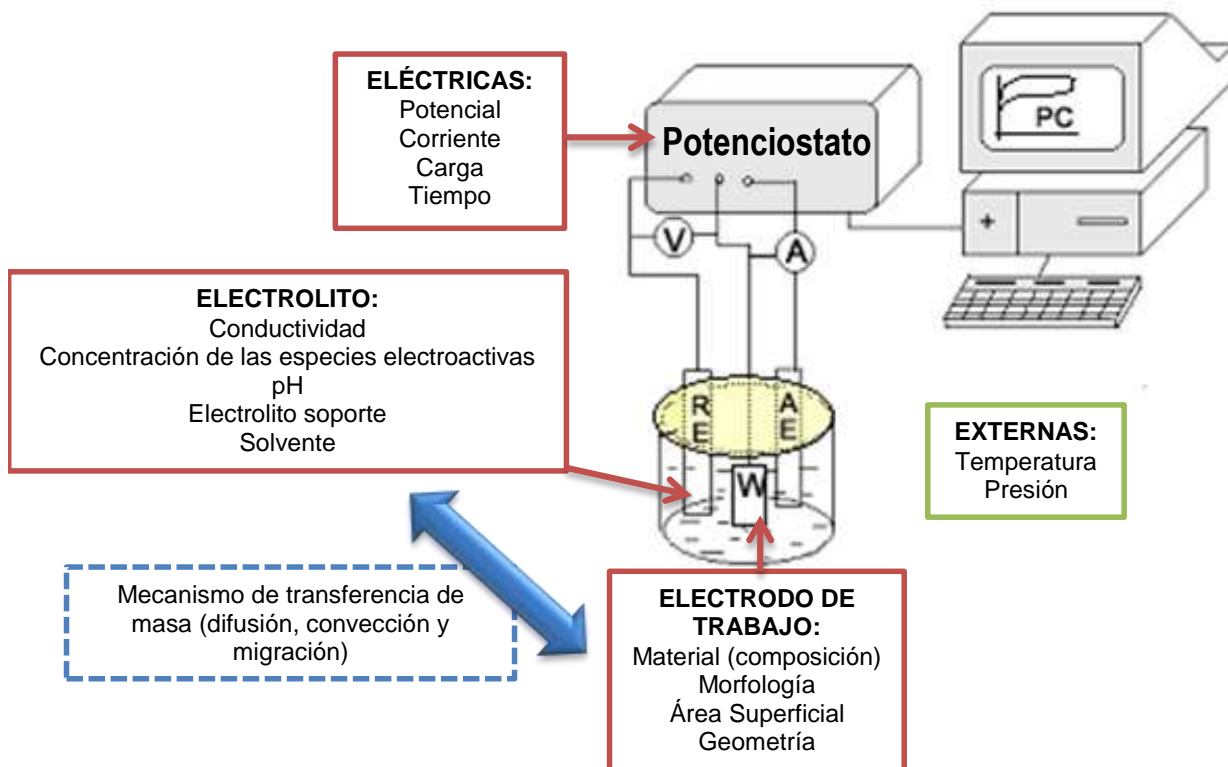 ELÉCTRICAS:
Potencial
Corriente
Carga
Tiempo
Potenciostato
PC
+
V
A
ELECTROLITO:
Conductividad
Concentración de las especies electroactivas
pH
Electrolito soporte
Solvente
RE
AE
W
EXTERNAS:
Temperatura
Presión
Mecanismo de transferencia de
masa (difusión, convección y
migración)
ELECTRODO DE
TRABAJO:
Material (composición)
Morfología
Área Superficial
Geometría